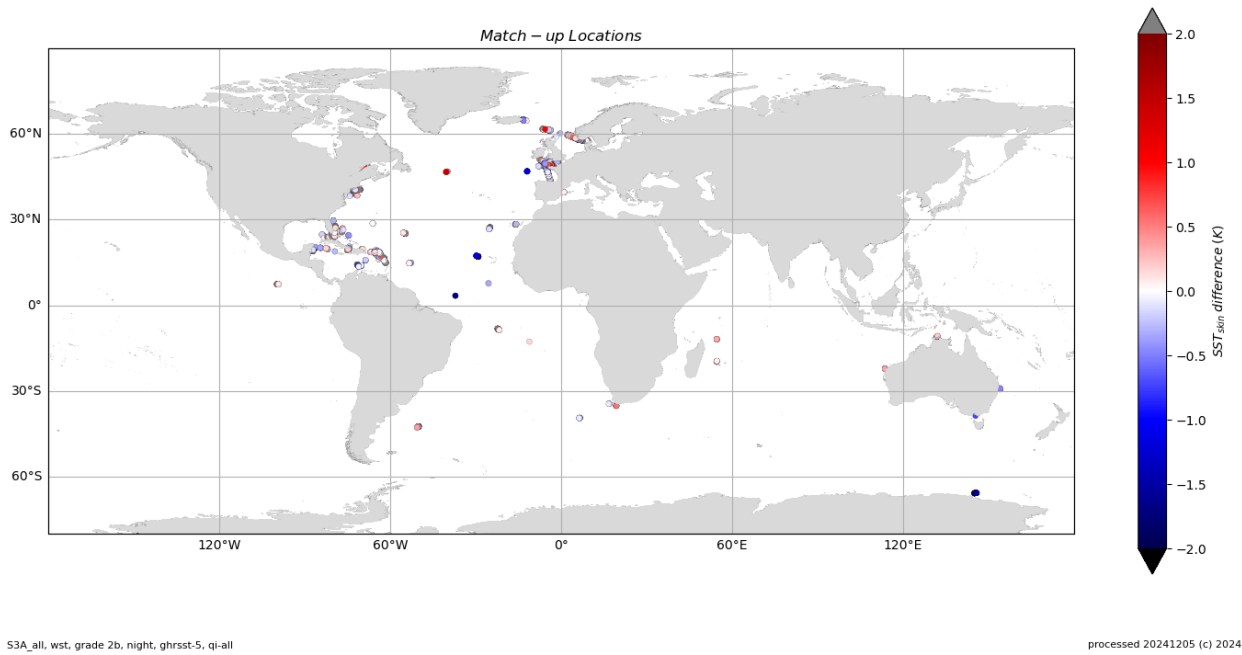 Match − up Locations
60°N
30°N
0°
30°S
60°S
120°W 60°W 0° 60°E 120°E
2.0
1.5
1.0
0.5
0.0
−0.5
−1.0
−1.5
−2.0
SSTskin difference (K)
S3A_all, wst, grade 2b, night, ghrsst-5, qi-all
processed 20241205 (c) 2024